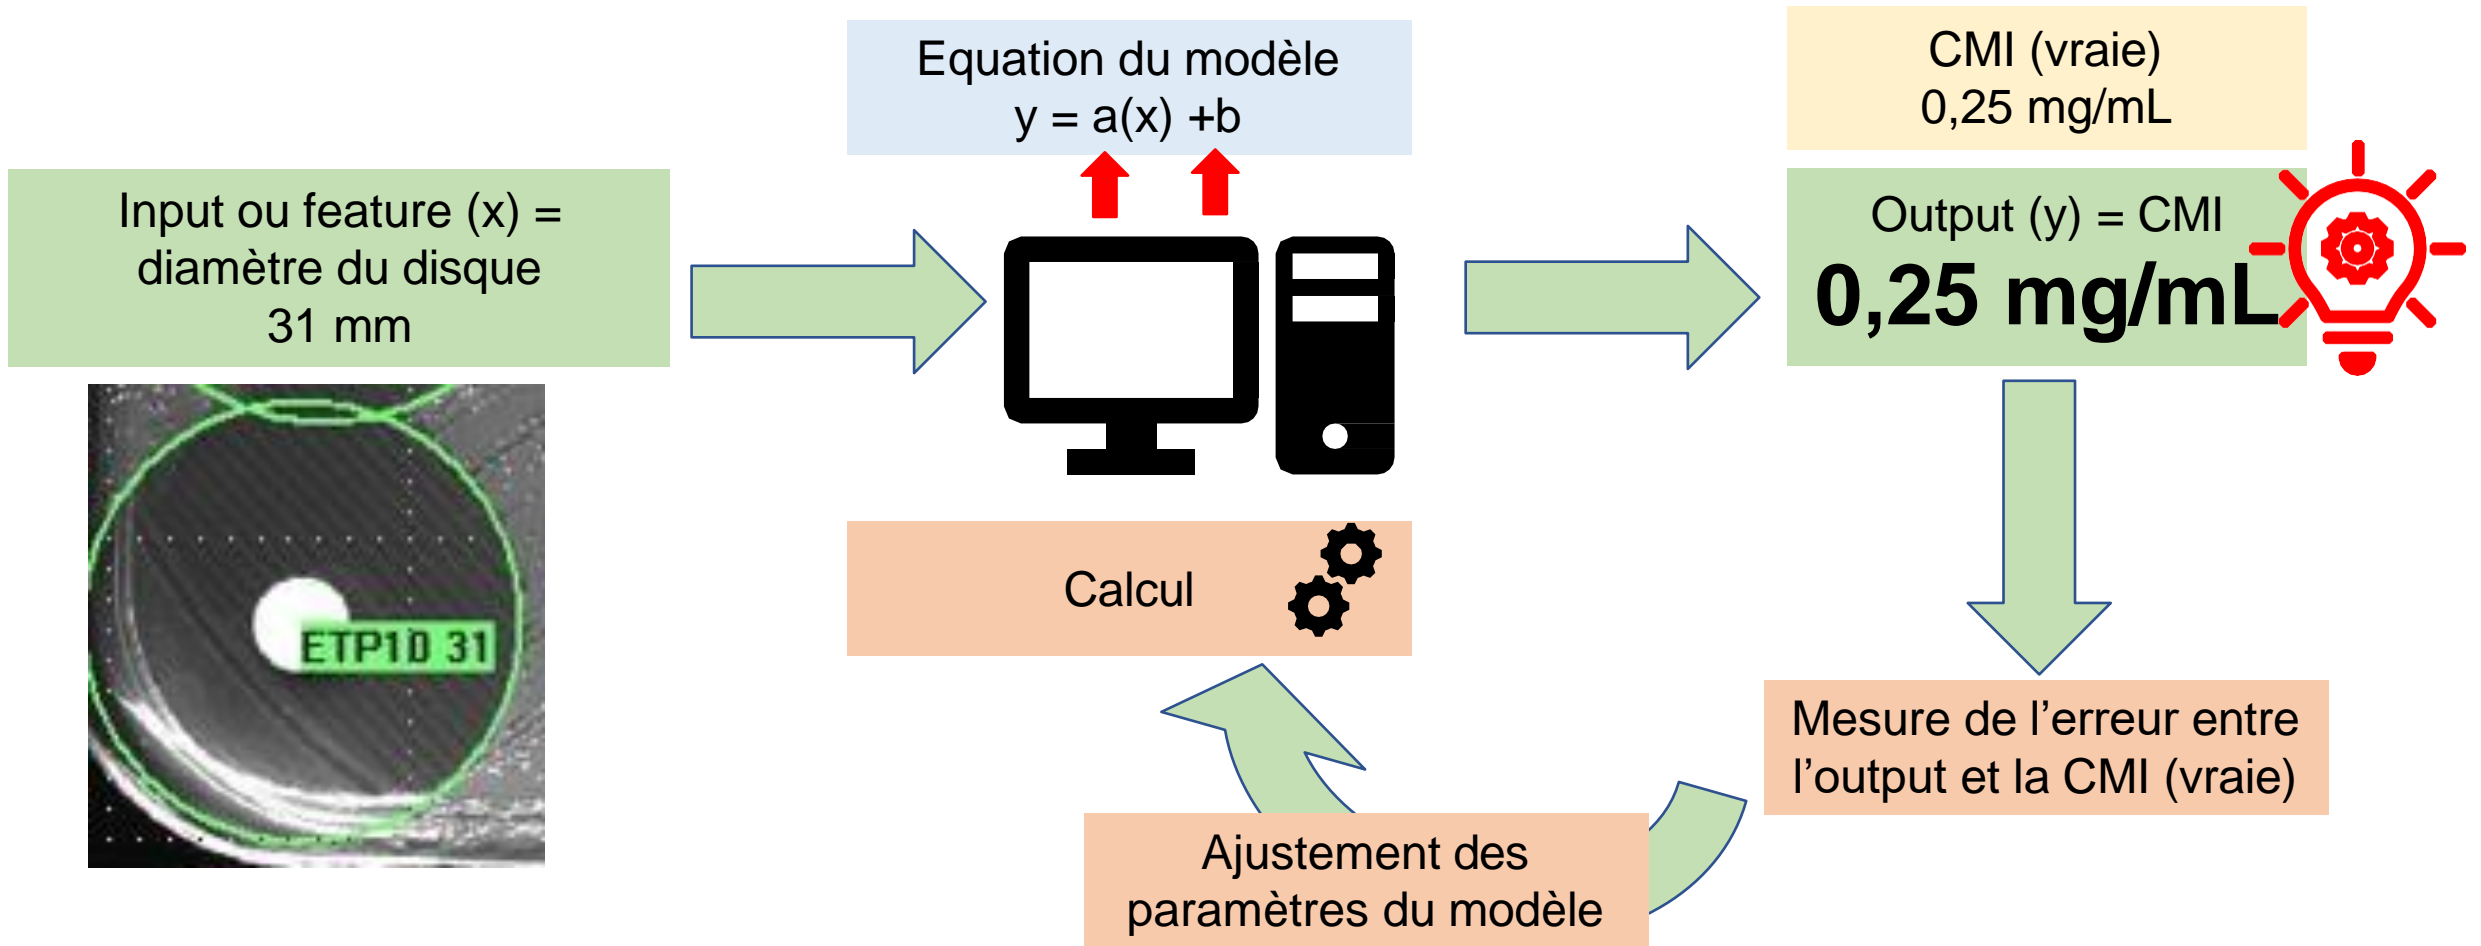 Equation du modèle
y = a(x) +b
CMI (vraie)
0,25 mg/mL
Input ou feature (x) =
diamètre du disque
31 mm
Output (y) = CMI
0,25 mg/mL
ETP10 31
Calcul
Mesure de l’erreur entre
l’output et la CMI (vraie)
Ajustement des
paramètres du modèle